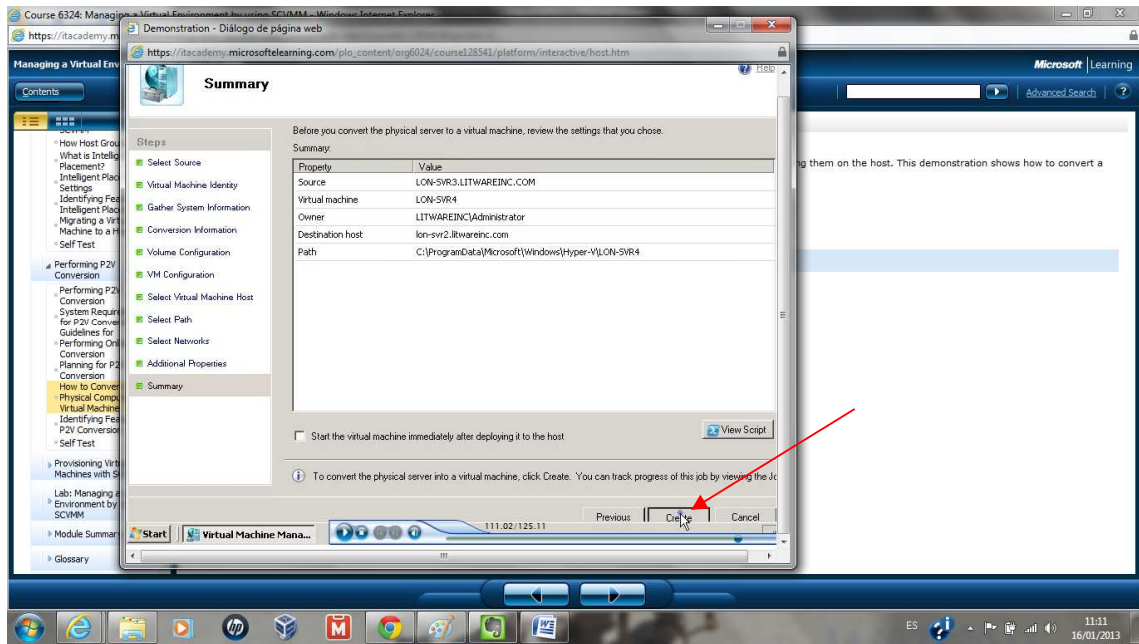 Course 6324: Managing a Virtual Environment by using SCVMM - Windows Internet Explorer
https://itacademy.m
Managing a Virtual Env
Microsoft | Learning
Contents
Advanced Search
?
Demonstration - Diálogo de página web
https://itacademy.microsoftelearning.com/plo_content/org6024/course128541/platform/interactive/host.htm
Help
Summary
Steps
Select Source
Virtual Machine Identity
Gather System Information
Conversion Information
Volume Configuration
VM Configuration
Select Virtual Machine Host
Select Path
Select Networks
Additional Properties
Summary
Before you convert the physical server to a virtual machine, review the settings that you chose.
Summary:
Property Value
Source LON-SVR3.LITWAREINC.COM
Virtual machine LON-SVR4
Owner LITWAREINC\Administrator
Destination host lon-svr2.litwareinc.com
Path C:\ProgramData\Microsoft\Windows\Hyper-V\LON-SVR4
Start the virtual machine immediately after deploying it to the host
View Script
To convert the physical server into a virtual machine, click Create. You can track progress of this job by viewing the Jo
Previous
Create
Cancel
Start
Virtual Machine Mana...
111.02/125.11
SCVMM
How Host Grou
What is Intellig
Placement?
Intelligent Plac
Settings
Identifying Fea
Intelligent Plac
Migrating a Virt
Machine to a H
Self Test
Performing P2V
Conversion
Performing P2V
Conversion
System Require
for P2V Conver
Guidelines for
Performing Onl
Conversion
Planning for P2
Conversion
How to Conver
Physical Compu
Virtual Machine
Identifying Fea
P2V Conversion
Self Test
Provisioning Virt
Machines with S
Lab: Managing a
Environment by
SCVMM
Module Summar
Glossary
ng them on the host. This demonstration shows how to convert a
hp
M
ES
11:11
16/01/2013